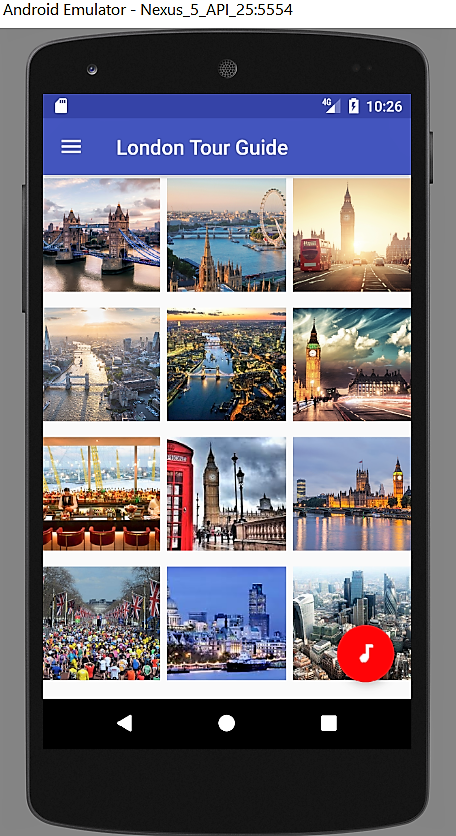 Android Emulator - Nexus_5_API_25:5554
4G 10:26
London Tour Guide